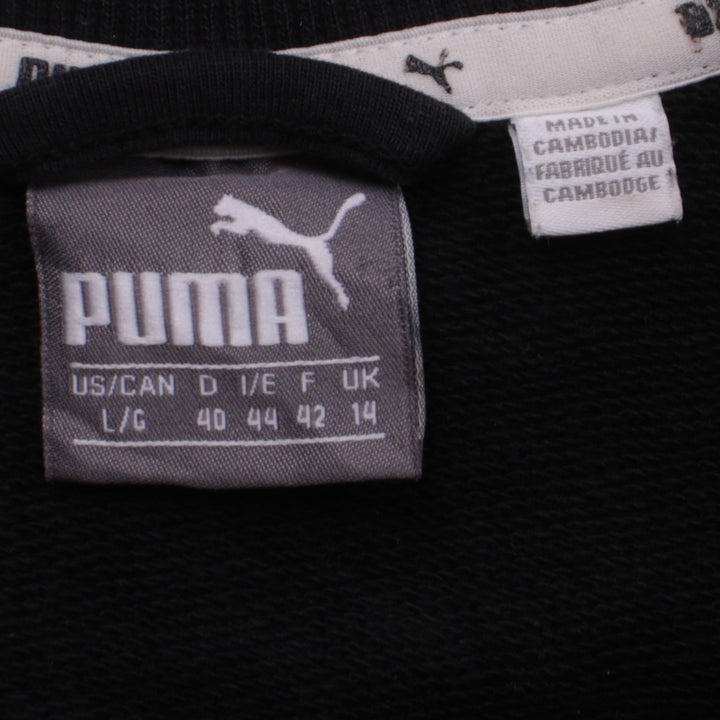 MADE IN
CAMBODIA/
FABRIQUÉ AU
CAMBODGE
PUMA
US/CAN D I/E F UK
L/G 40 44 42 14